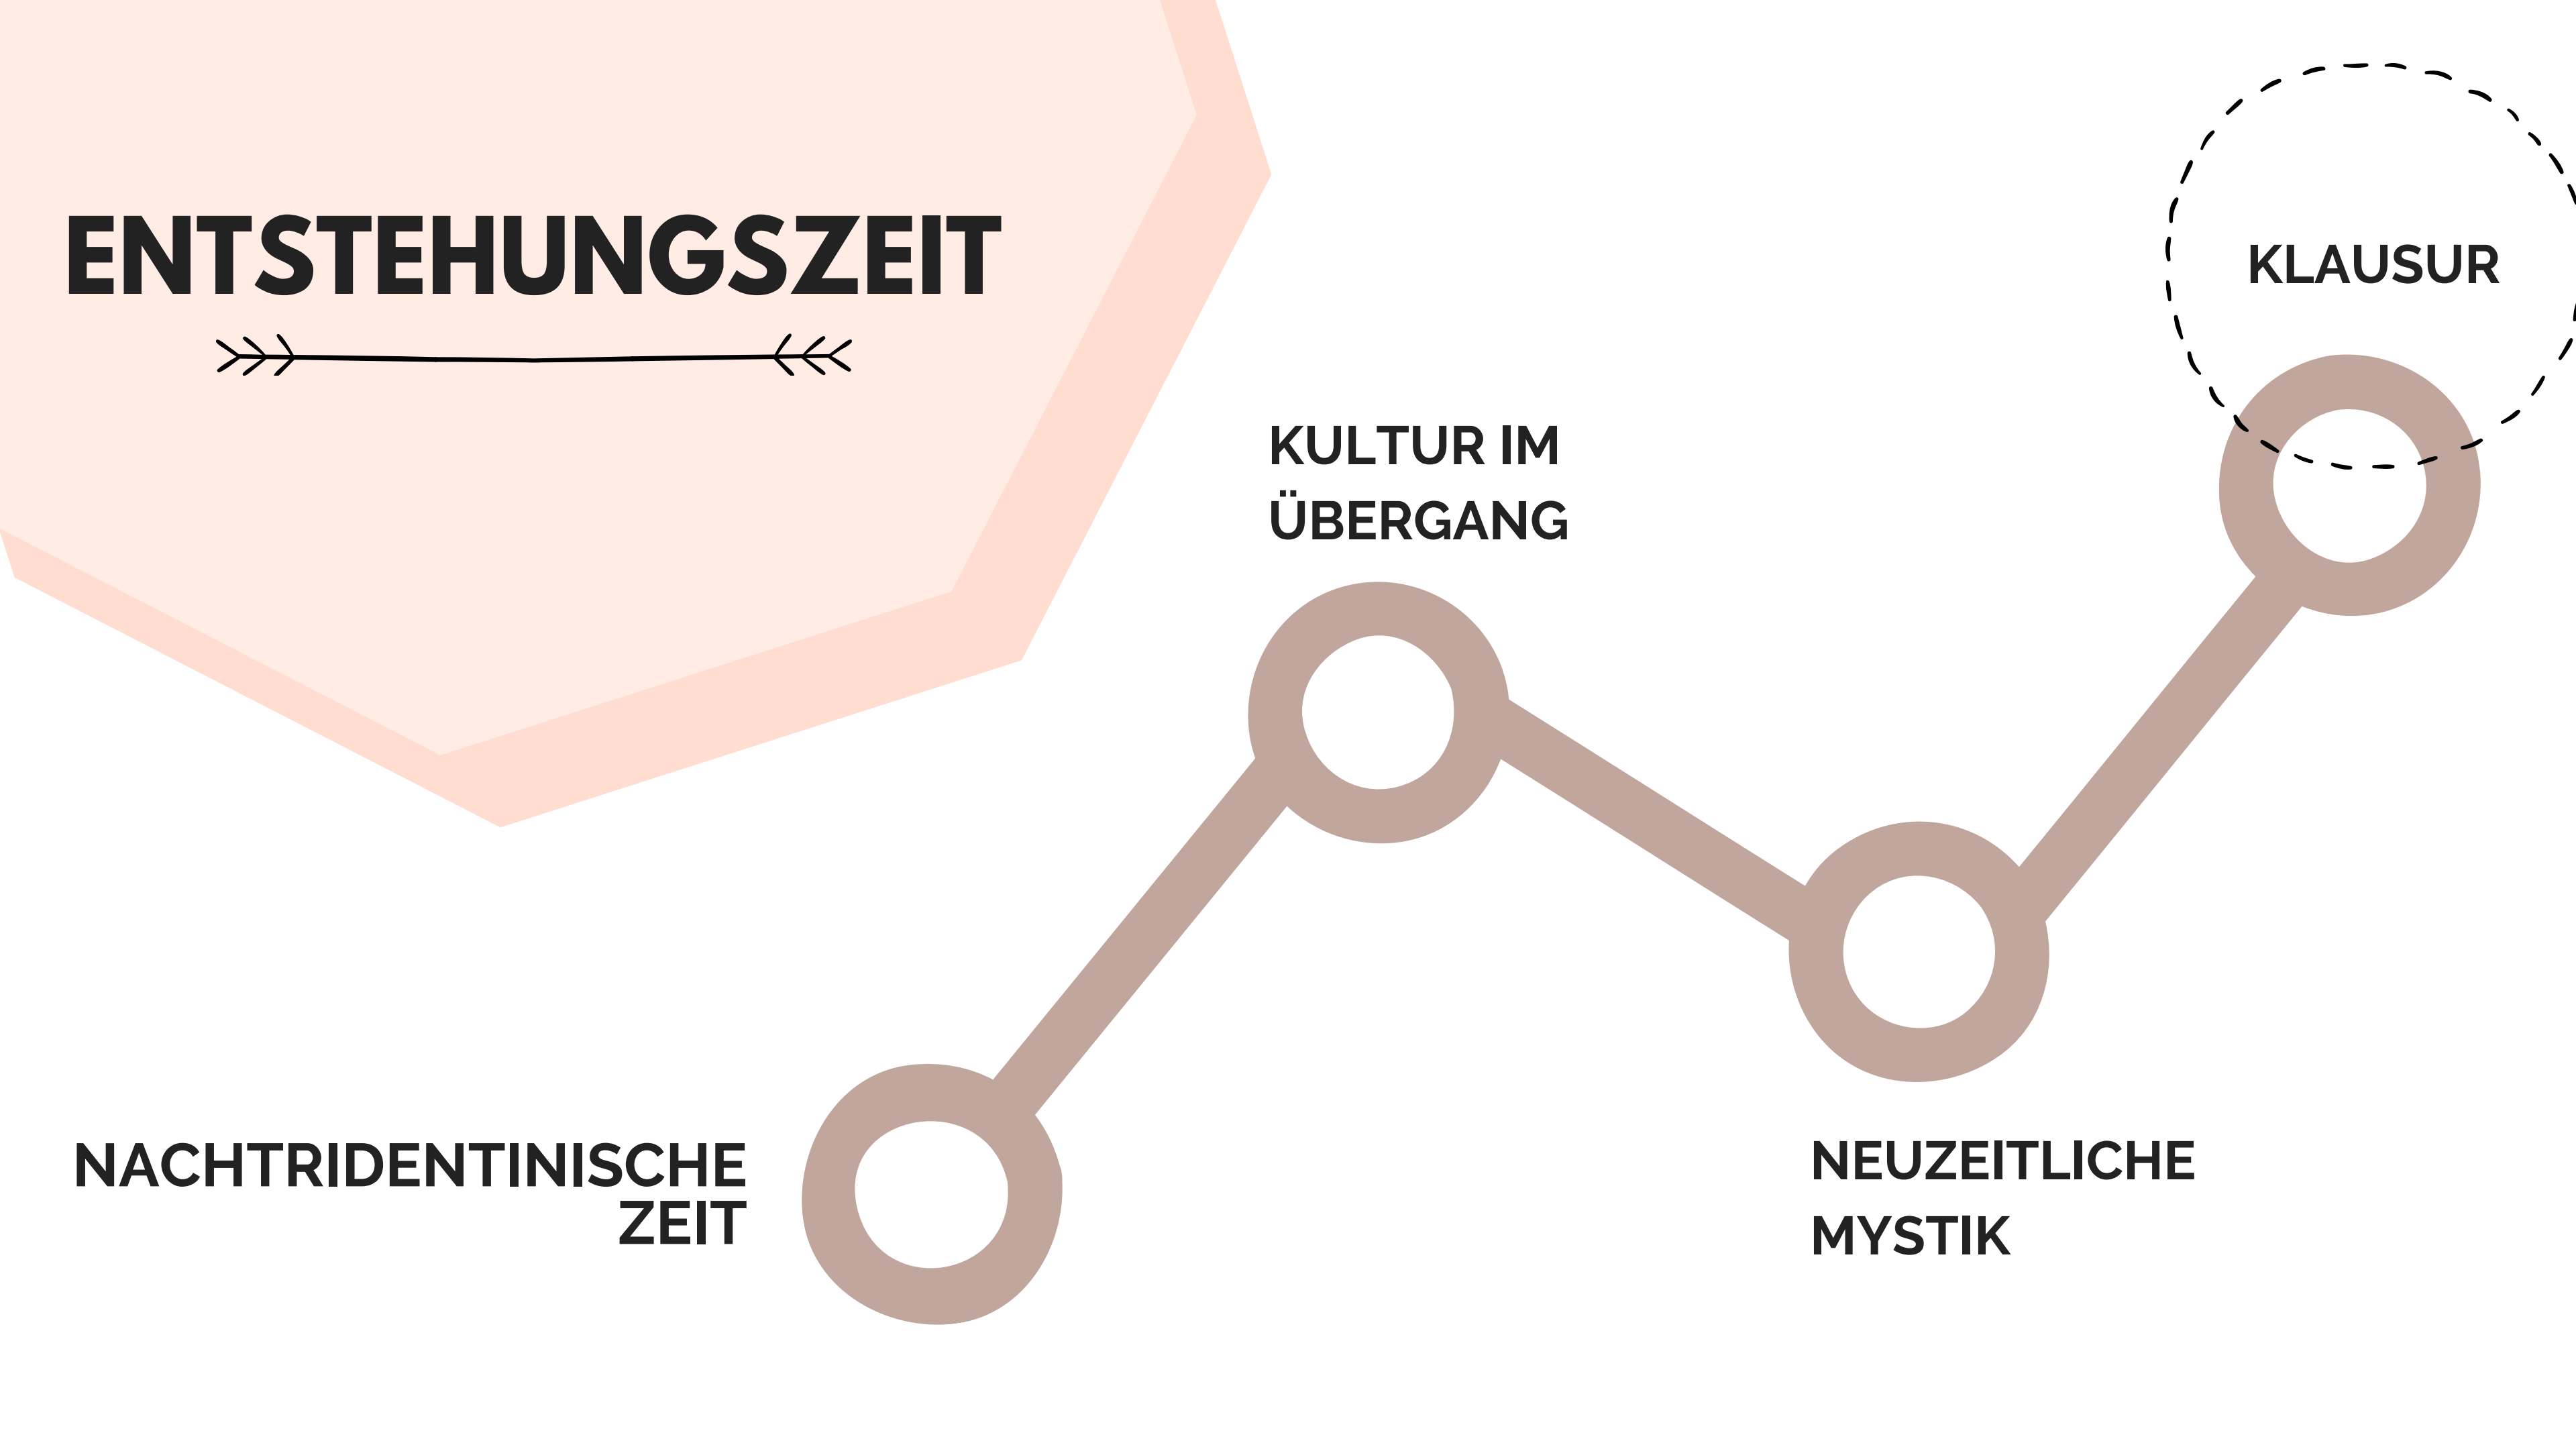 ENTSTEHUNGSZEIT
KLAUSUR
KULTUR IM
ÜBERGANG
NACHTRIDENTINISCHE
ZEIT
NEUZEITLICHE
MYSTIK